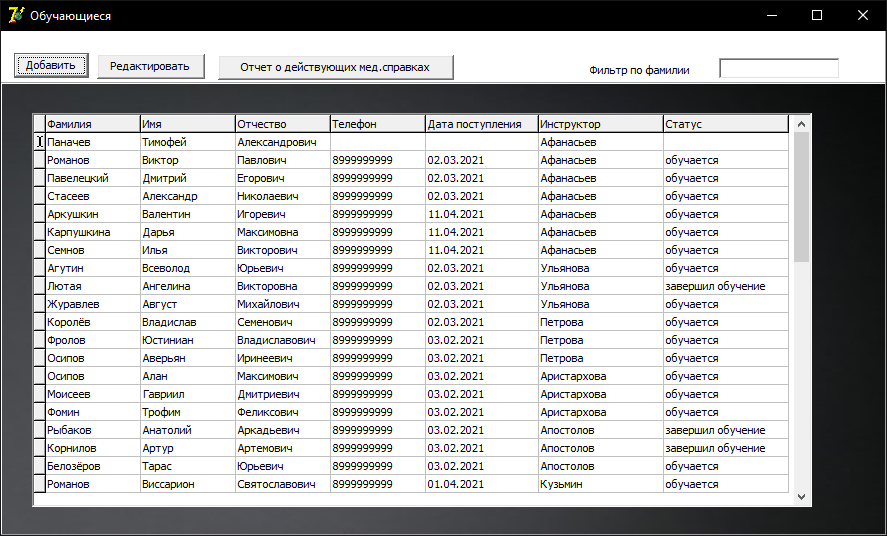 Обучающиеся
Добавить Редактировать Отчет о действующих мед.справках Фильтр по фамилии
Фамилия Имя Отчество Телефон Дата поступления Инструктор Статус
Паначев Тимофей Александрович Афанасьев
Романов Виктор Павлович 8999999999 02.03.2021 Афанасьев обучается
Павелецкий Дмитрий Егорович 8999999999 02.03.2021 Афанасьев обучается
Стасеев Александр Николаевич 8999999999 02.03.2021 Афанасьев обучается
Аркушкин Валентин Игоревич 8999999999 11.04.2021 Афанасьев обучается
Карпушкина Дарья Максимовна 8999999999 11.04.2021 Афанасьев обучается
Семнов Илья Викторович 8999999999 11.04.2021 Афанасьев обучается
Агутин Всеволод Юрьевич 8999999999 02.03.2021 Ульянова обучается
Лютая Ангелина Викторовна 8999999999 02.03.2021 Ульянова завершил обучение
Журавлев Август Михайлович 8999999999 02.03.2021 Ульянова обучается
Королёв Владислав Семенович 8999999999 02.03.2021 Петрова обучается
Фролов Юстиниан Владиславович 8999999999 03.02.2021 Петрова обучается
Осипов Аверьян Иринеевич 8999999999 03.02.2021 Петрова обучается
Осипов Алан Максимович 8999999999 03.02.2021 Аристархова обучается
Моисеев Гавриил Дмитриевич 8999999999 03.02.2021 Аристархова обучается
Фомин Трофим Феликсович 8999999999 03.02.2021 Аристархова обучается
Рыбаков Анатолий Аркадьевич 8999999999 03.02.2021 Апостолов завершил обучение
Корнилов Артур Артемович 8999999999 03.02.2021 Апостолов завершил обучение
Белозёров Тарас Юрьевич 8999999999 03.02.2021 Апостолов обучается
Романов Виссарион Святославович 8999999999 01.04.2021 Кузьмин обучается